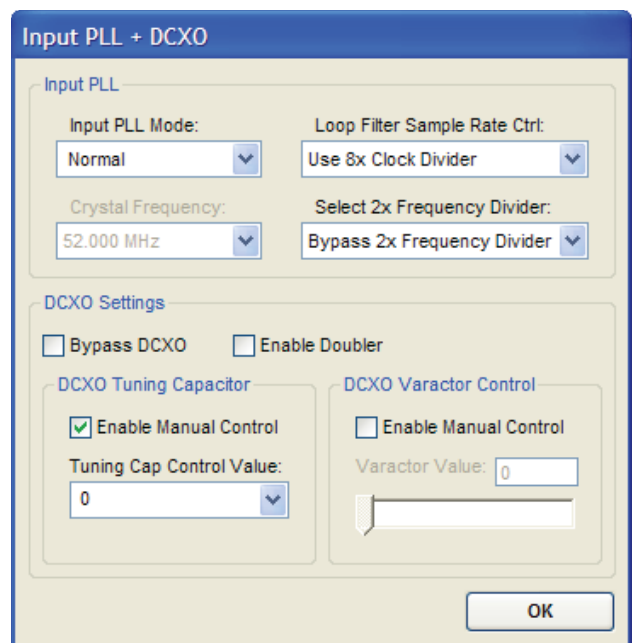 Input PLL + DCXO
Input PLL
Input PLL Mode:
Normal
Loop Filter Sample Rate Ctrl:
Use 8x Clock Divider
Crystal Frequency:
52.000 MHz
Select 2x Frequency Divider:
Bypass 2x Frequency Divider
DCXO Settings
Bypass DCXO
Enable Doubler
DCXO Tuning Capacitor
Enable Manual Control
Tuning Cap Control Value:
0
DCXO Varactor Control
Enable Manual Control
Varactor Value: 0
OK